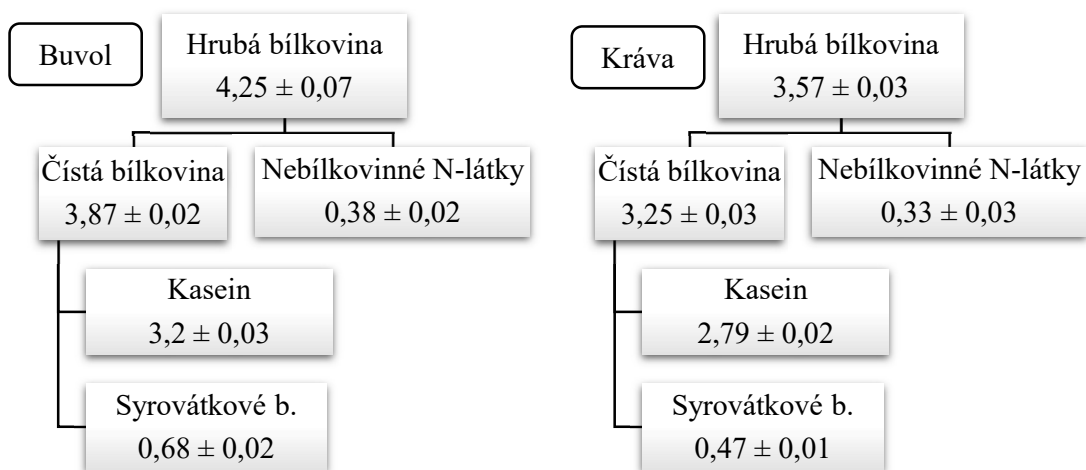 Buvol
Hrubá bílkovina
4,25 ± 0,07
Čístá bílkovina
3,87 ± 0,02
Nebílkovinné N-látky
0,38 ± 0,02
Kasein
3,2 ± 0,03
Syrovátkové b.
0,68 ± 0,02
Kráva
Hrubá bílkovina
3,57 ± 0,03
Čístá bílkovina
3,25 ± 0,03
Nebílkovinné N-látky
0,33 ± 0,03
Kasein
2,79 ± 0,02
Syrovátkové b.
0,47 ± 0,01